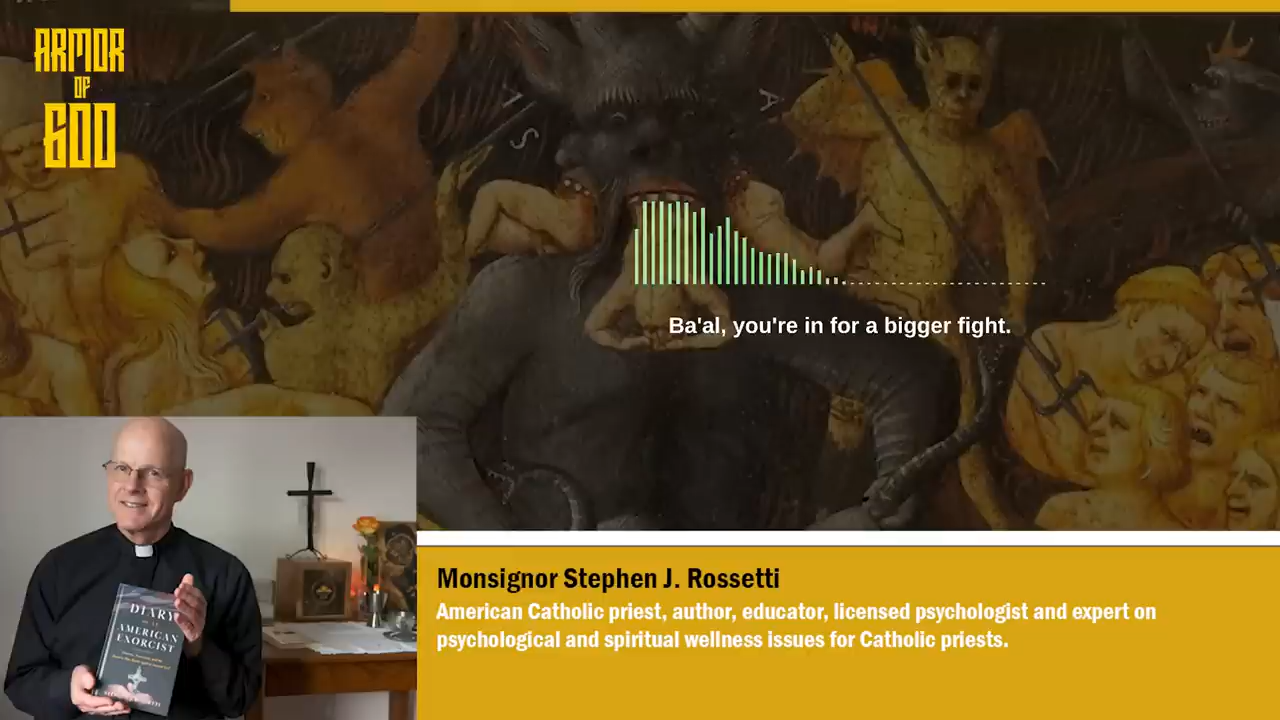 ARMOR
OF
GOD
A
S
A
Ba'al, you're in for a bigger fight.
Monsignor Stephen J. Rossetti
American Catholic priest, author, educator, licensed psychologist and expert on
psychological and spiritual wellness issues for Catholic priests.
DIARY
AMERICAN
EXORCIST